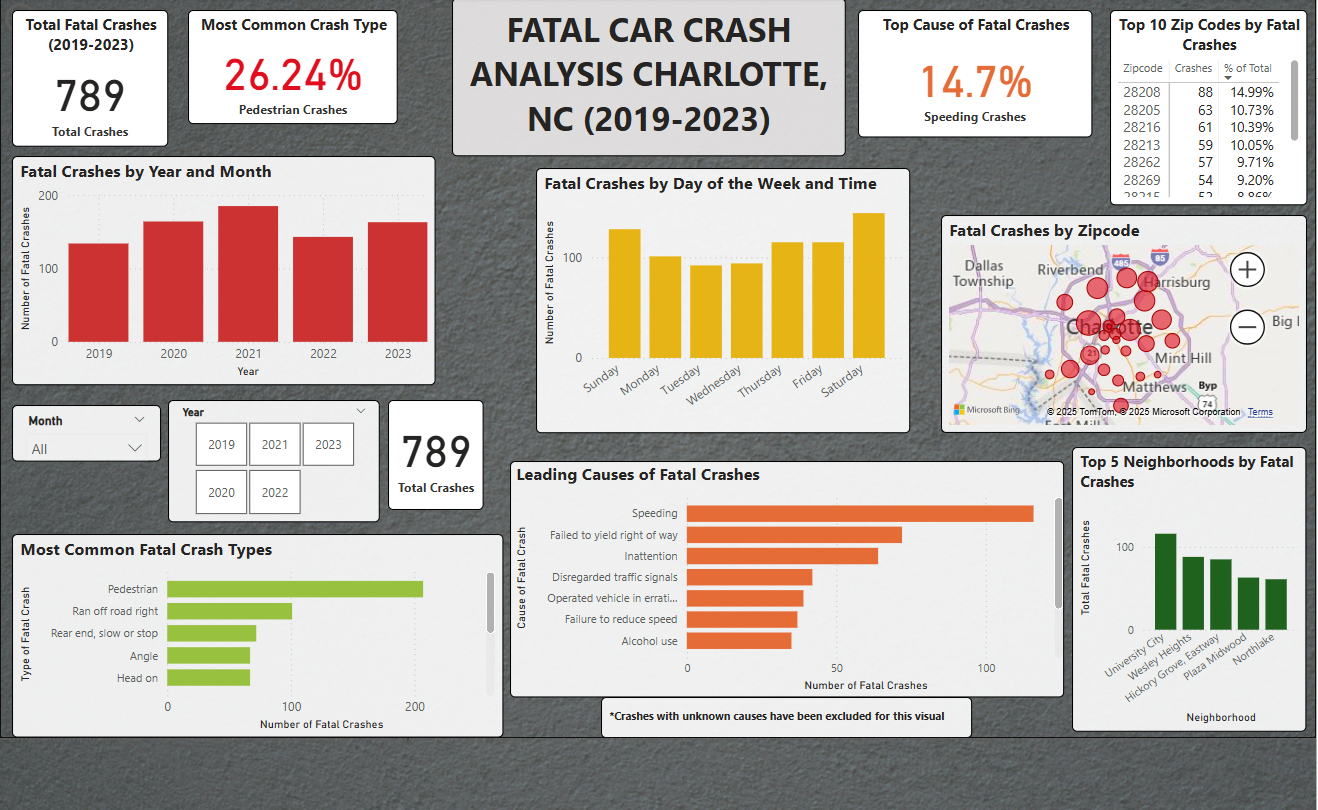 Total Fatal Crashes
(2019-2023)
789
Total Crashes
Most Common Crash Type
26.24%
Pedestrian Crashes
FATAL CAR CRASH
ANALYSIS CHARLOTTE,
NC (2019-2023)
Top Cause of Fatal Crashes
14.7%
Speeding Crashes
Top 10 Zip Codes by Fatal
Crashes
Zipcode Crashes % of Total
28208 88 14.99%
28205 63 10.73%
28216 61 10.39%
28213 59 10.05%
28262 57 9.71%
28269 54 9.20%
28215 52 8.86%
Fatal Crashes by Year and Month
Number of Fatal Crashes
200
100
0
2019 2020 2021 2022 2023
Year
Fatal Crashes by Day of the Week and Time
Number of Fatal Crashes
100
0
Sunday Monday Tuesday Wednesday Thursday Friday Saturday
Fatal Crashes by Zipcode
Dallas
Township
Riverbend
485
85
Harrisburg
Charlotte
Big
21
Mint Hill
Matthews
Byp
74
Microsoft Bing
© 2025 TomTom, © 2025 Microsoft Corporation Terms
Fort Mill
Month
All
Year
2019 2021 2023
2020 2022
789
Total Crashes
Most Common Fatal Crash Types
Type of Fatal Crash
Pedestrian
Ran off road right
Rear end, slow or stop
Angle
Head on
0 100 200
Number of Fatal Crashes
Leading Causes of Fatal Crashes
Cause of Fatal Crash
Speeding
Failed to yield right of way
Inattention
Disregarded traffic signals
Operated vehicle in errati...
Failure to reduce speed
Alcohol use
0 50 100
Number of Fatal Crashes
*Crashes with unknown causes have been excluded for this visual
Top 5 Neighborhoods by Fatal
Crashes
Total Fatal Crashes
100
0
University City
Wesley Heights
Hickory Grove, Eastway
Plaza Midwood
Northlake
Neighborhood